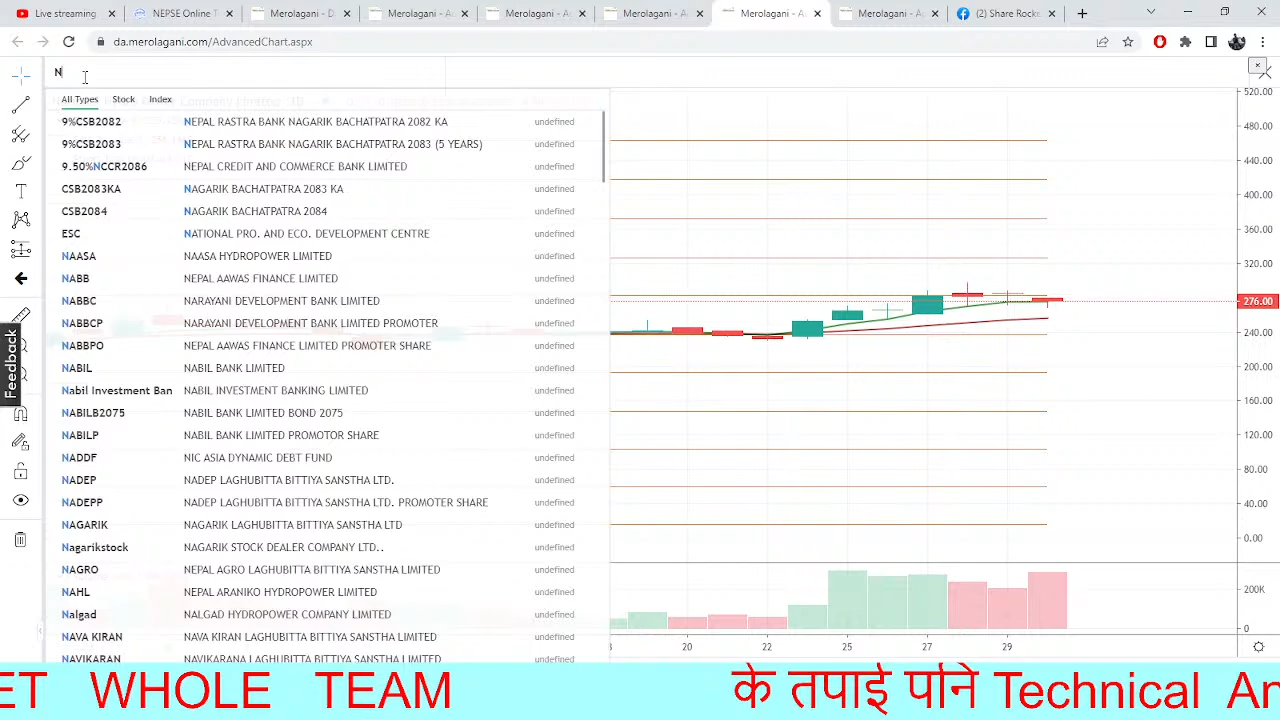 Live streaming
NEPSE Online T
Merolagani - D
Merolagani - A
Merolagani - A
Merolagani - A
Merolagani - A
Merolagani - A
(2) Share Rocke
da.merolagani.com/AdvancedChart.aspx
N
All Types Stock Index
9%CSB2082 NEPAL RASTRA BANK NAGARIK BACHATPATRA 2082 KA undefined
9%CSB2083 NEPAL RASTRA BANK NAGARIK BACHATPATRA 2083 (5 YEARS) undefined
9.50%NCCR2086 NEPAL CREDIT AND COMMERCE BANK LIMITED undefined
CSB2083KA NAGARIK BACHATPATRA 2083 KA undefined
CSB2084 NAGARIK BACHATPATRA 2084 undefined
ESC NATIONAL PRO. AND ECO. DEVELOPMENT CENTRE undefined
NAASA NAASA HYDROPOWER LIMITED undefined
NABB NEPAL AAWAS FINANCE LIMITED undefined
NABBC NARAYANI DEVELOPMENT BANK LIMITED undefined
NABBCP NARAYANI DEVELOPMENT BANK LIMITED PROMOTER undefined
NABBPO NEPAL AAWAS FINANCE LIMITED PROMOTER SHARE undefined
NABIL NABIL BANK LIMITED undefined
Nabil Investment Ban NABIL INVESTMENT BANKING LIMITED undefined
NABILB2075 NABIL BANK LIMITED BOND 2075 undefined
NABILP NABIL BANK LIMITED PROMOTOR SHARE undefined
NADDF NIC ASIA DYNAMIC DEBT FUND undefined
NADEP NADEP LAGHUBITTA BITTIYA SANSTHA LTD. undefined
NADEPP NADEP LAGHUBITTA BITTIYA SANSTHA LTD. PROMOTER SHARE undefined
NAGARIK NAGARIK LAGHUBITTA BITTIYA SANSTHA LTD undefined
Nagarikstock NAGARIK STOCK DEALER COMPANY LTD.. undefined
NAGRO NEPAL AGRO LAGHUBITTA BITTIYA SANSTHA LIMITED undefined
NAHL NEPAL ARANIKO HYDROPOWER LIMITED undefined
Nalgad NALGAD HYDROPOWER COMPANY LIMITED undefined
NAVA KIRAN NAVA KIRAN LAGHUBITTA BITTIYA SANSTHA LIMITED undefined
NAVIKARAN NAVIKARANA LAGHUBITTA BITTIYA SANSTHA LIMITED undefined
Feedback
520.00
480.00
440.00
400.00
360.00
320.00
276.00
240.00
200.00
160.00
120.00
80.00
40.00
0.00
200K
0
20 22 25 27 29
ET WHOLE TEAM के तपाई पनि Technical An